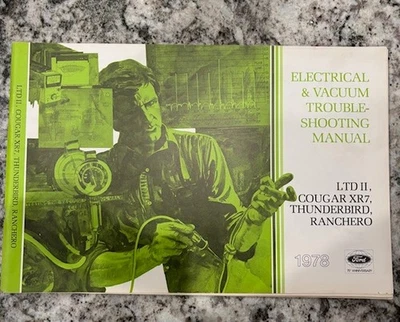 LTD II, COUGAR XR7, THUNDERBIRD, RANCHERO
ELECTRICAL
& VACUUM
TROUBLE-
SHOOTING
MANUAL
LTD II,
COUGAR XR7,
THUNDERBIRD,
RANCHERO
1978
Ford